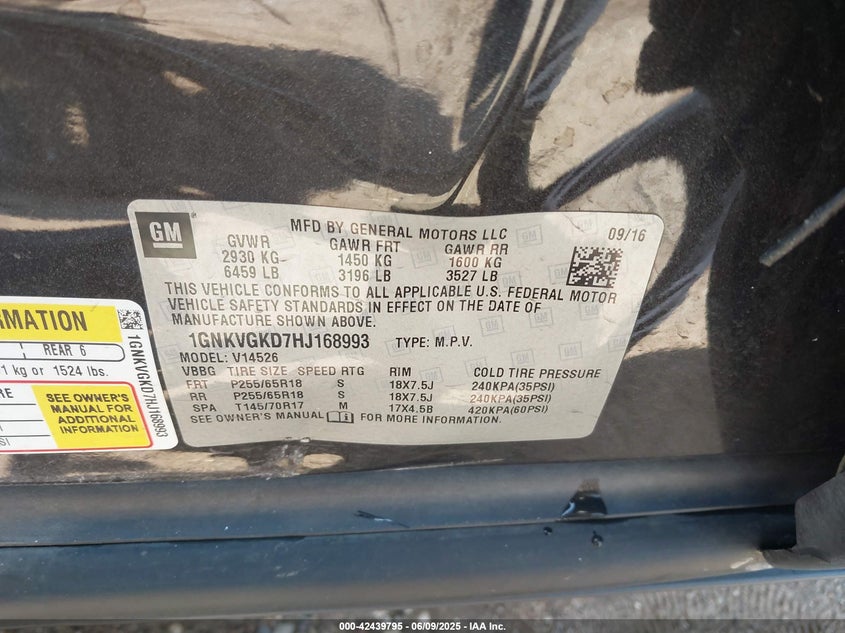 GM
MFD BY GENERAL MOTORS LLC 09/16
GVWR GAWR FRT GAWR RR
2930 KG 1450 KG 1600 KG
6459 LB 3196 LB 3527 LB
THIS VEHICLE CONFORMS TO ALL APPLICABLE U.S. FEDERAL MOTOR
VEHICLE SAFETY STANDARDS IN EFFECT ON THE DATE OF
MANUFACTURE SHOWN ABOVE.
1GNKVGKD7HJ168993 TYPE: M.P.V.
MODEL: V14526
VBBG TIRE SIZE SPEED RTG RIM COLD TIRE PRESSURE
FRT P255/65R18 S 18X7.5J 240KPA(35PSI)
RR P255/65R18 S 18X7.5J 240KPA(35PSI)
SPA T145/70R17 M 17X4.5B 420KPA(60PSI)
SEE OWNER'S MANUAL FOR MORE INFORMATION.
RMATION
REAR 6
1 kg or 1524 lbs.
SEE OWNER'S
MANUAL FOR
ADDITIONAL
INFORMATION
1GNKVGKD7HJ168993
000-42439795 - 06/09/2025 - IAA Inc.